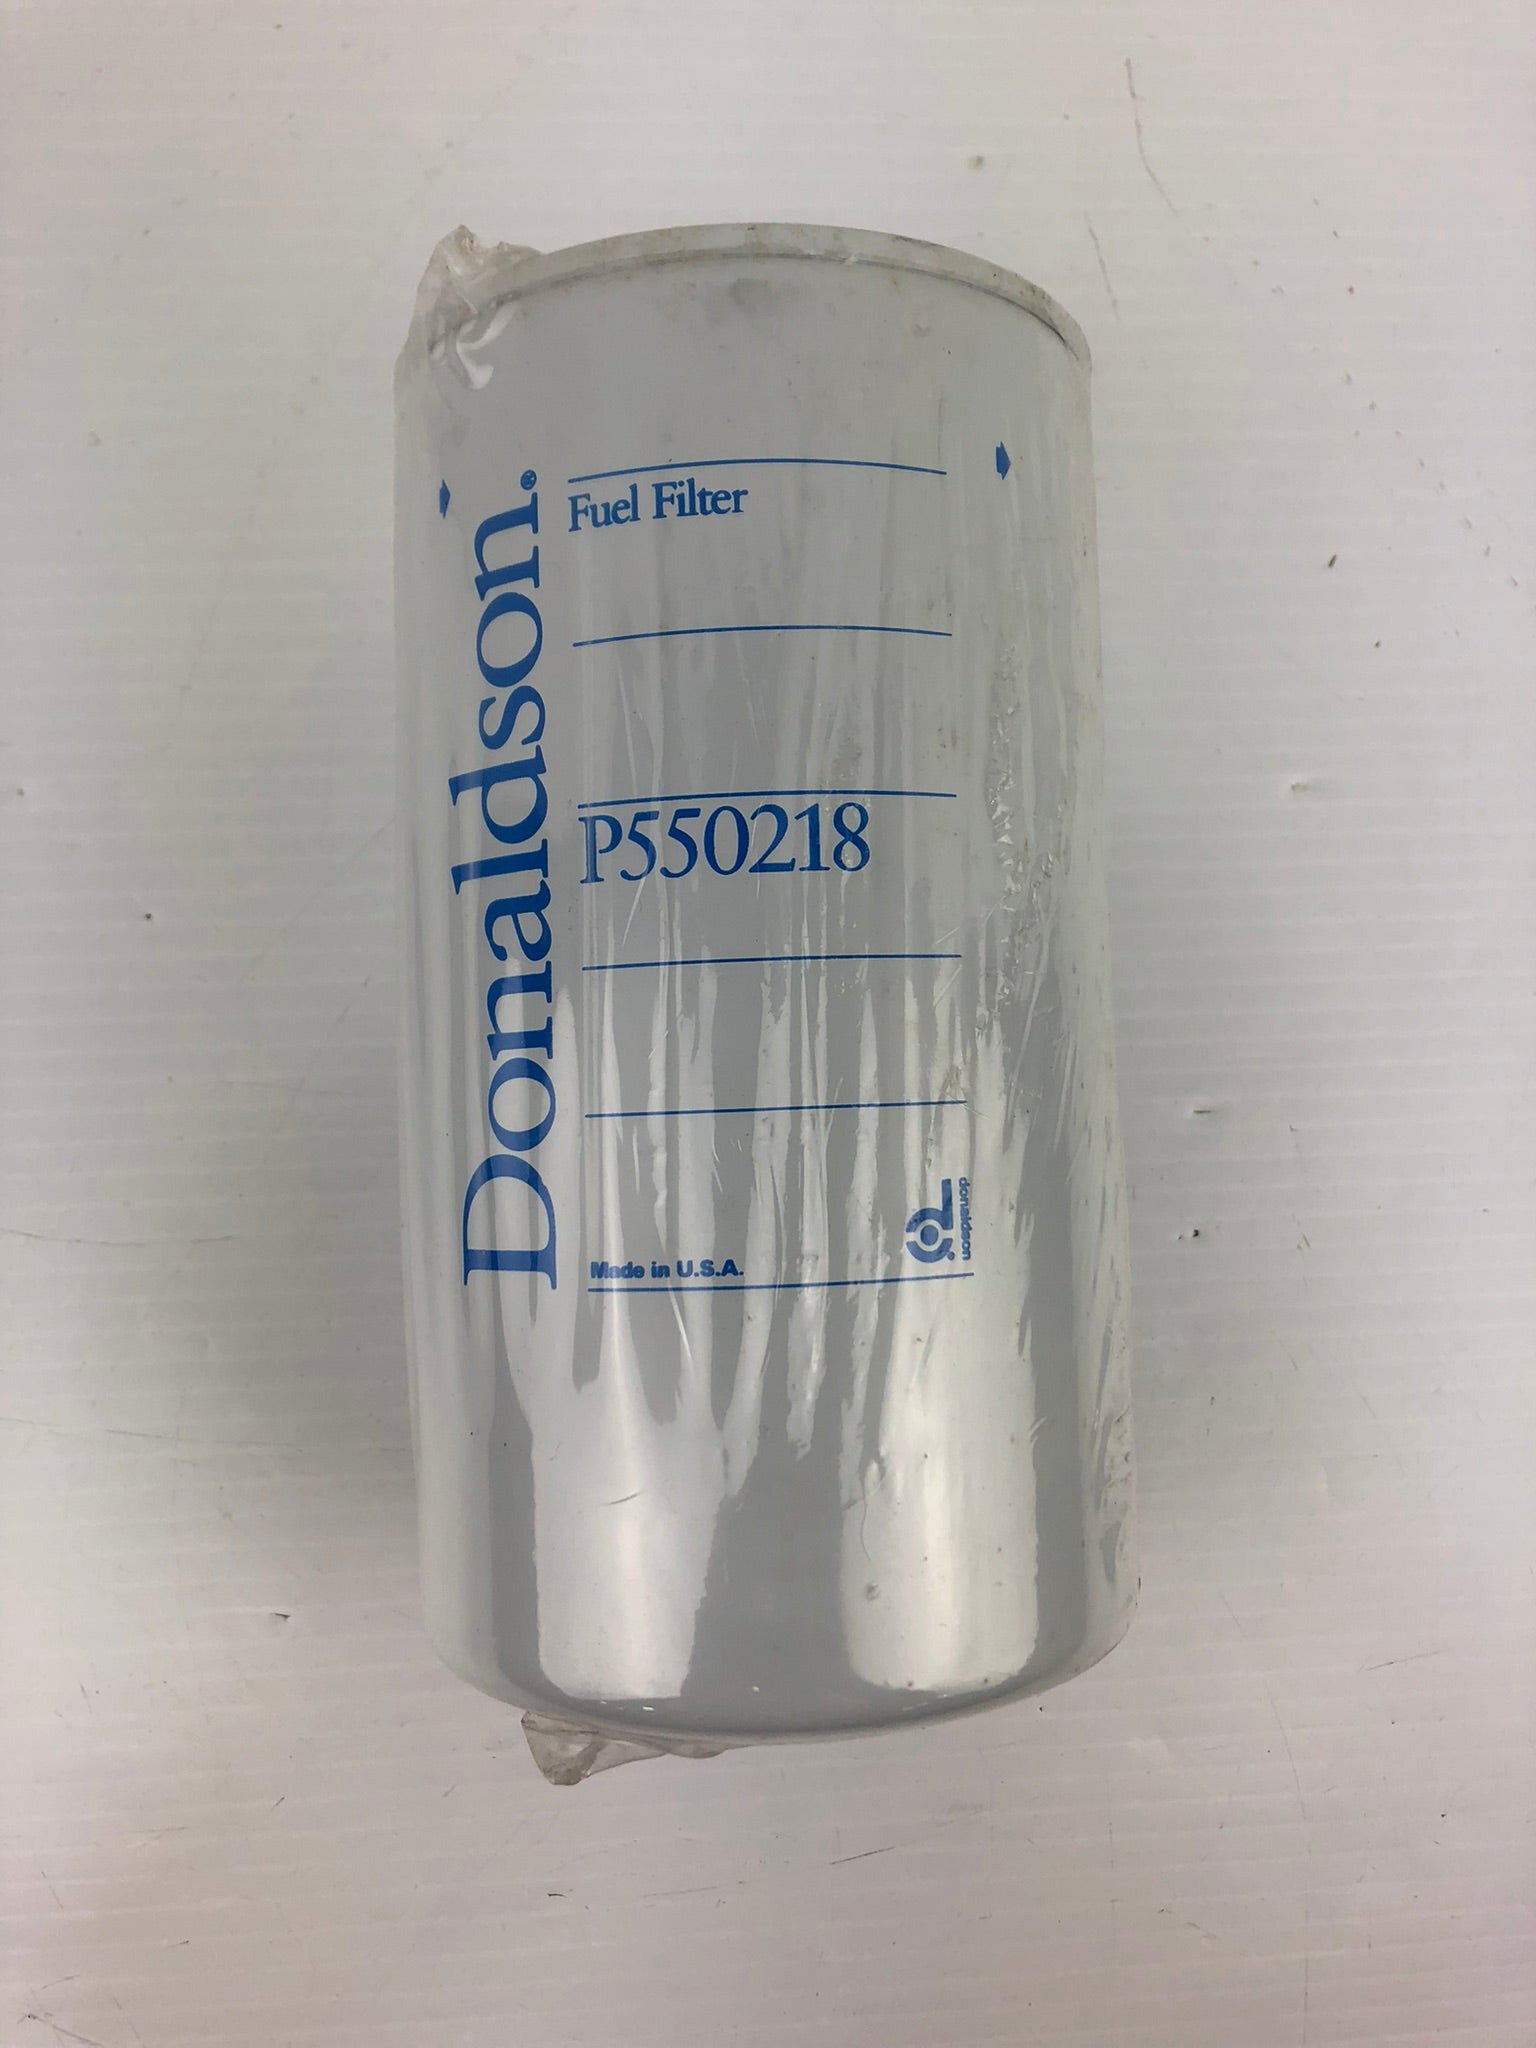 Donaldson.®
Fuel Filter
P550218
Made in U.S.A.
donaldson®